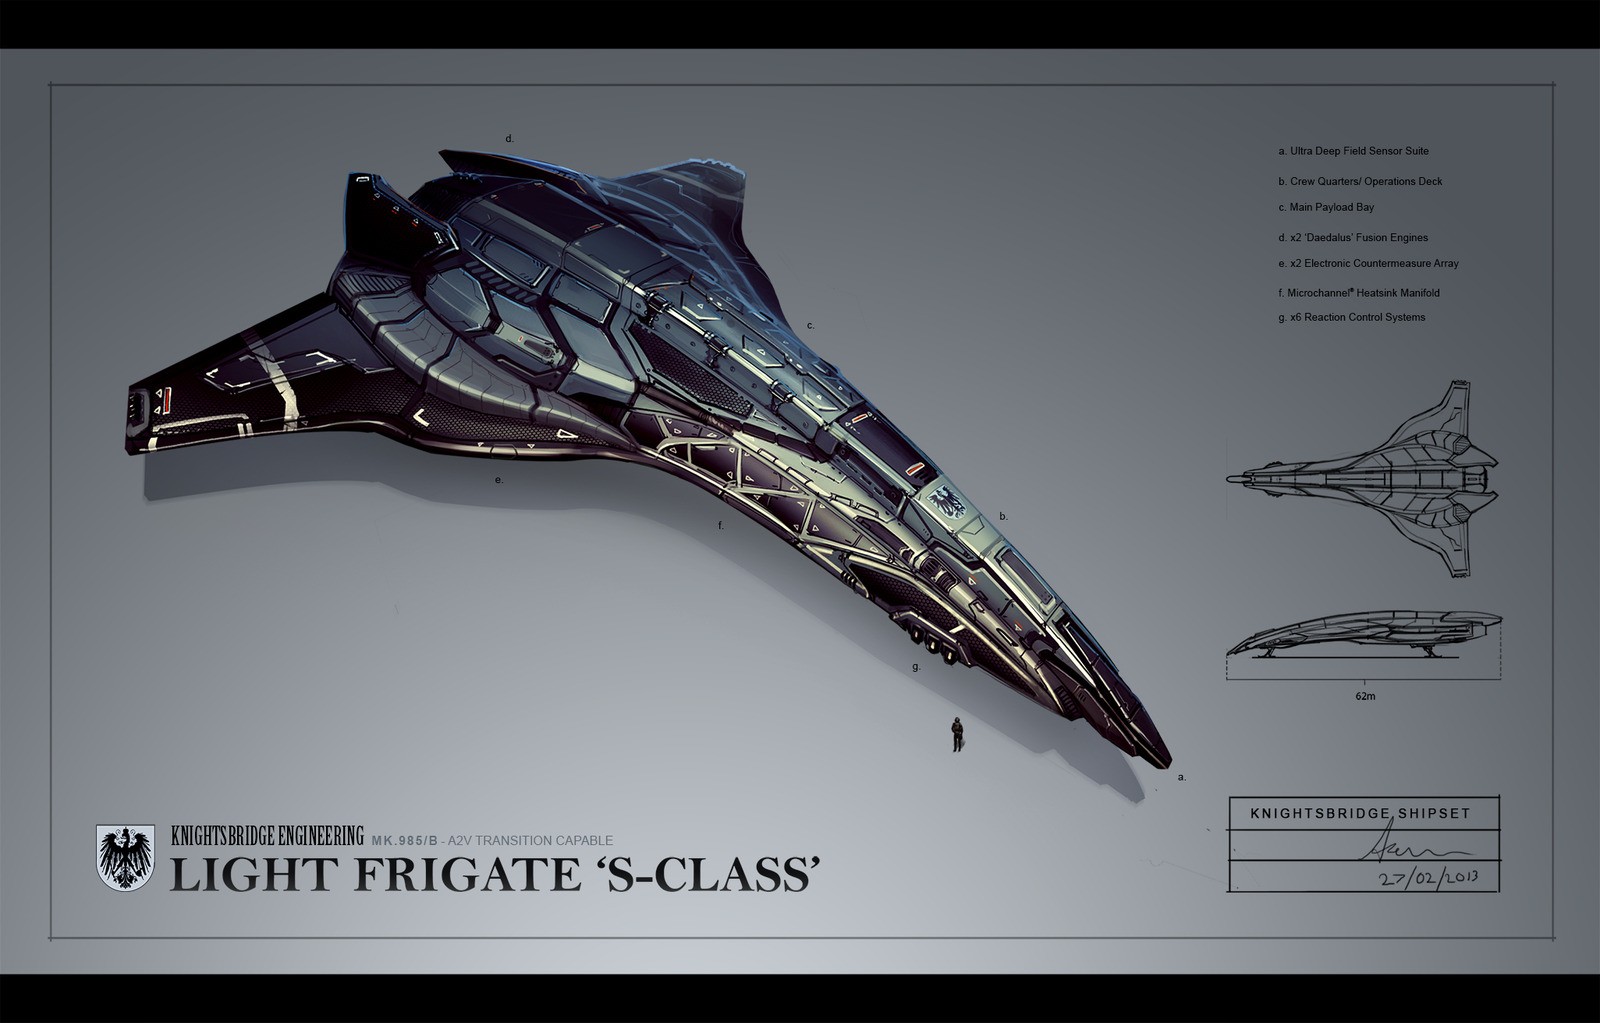 d.
a. Ultra Deep Field Sensor Suite
b. Crew Quarters/ Operations Deck
c. Main Payload Bay
d. x2 ‘Daedalus’ Fusion Engines
e. x2 Electronic Countermeasure Array
f. Microchannel® Heatsink Manifold
g. x6 Reaction Control Systems
c.
e.
b.
f.
g.
62m
a.
KNIGHTSBRIDGE SHIPSET
27/02/2013
KNIGHTSBRIDGE ENGINEERING MK.985/B - A2V TRANSITION CAPABLE
LIGHT FRIGATE ‘S-CLASS’